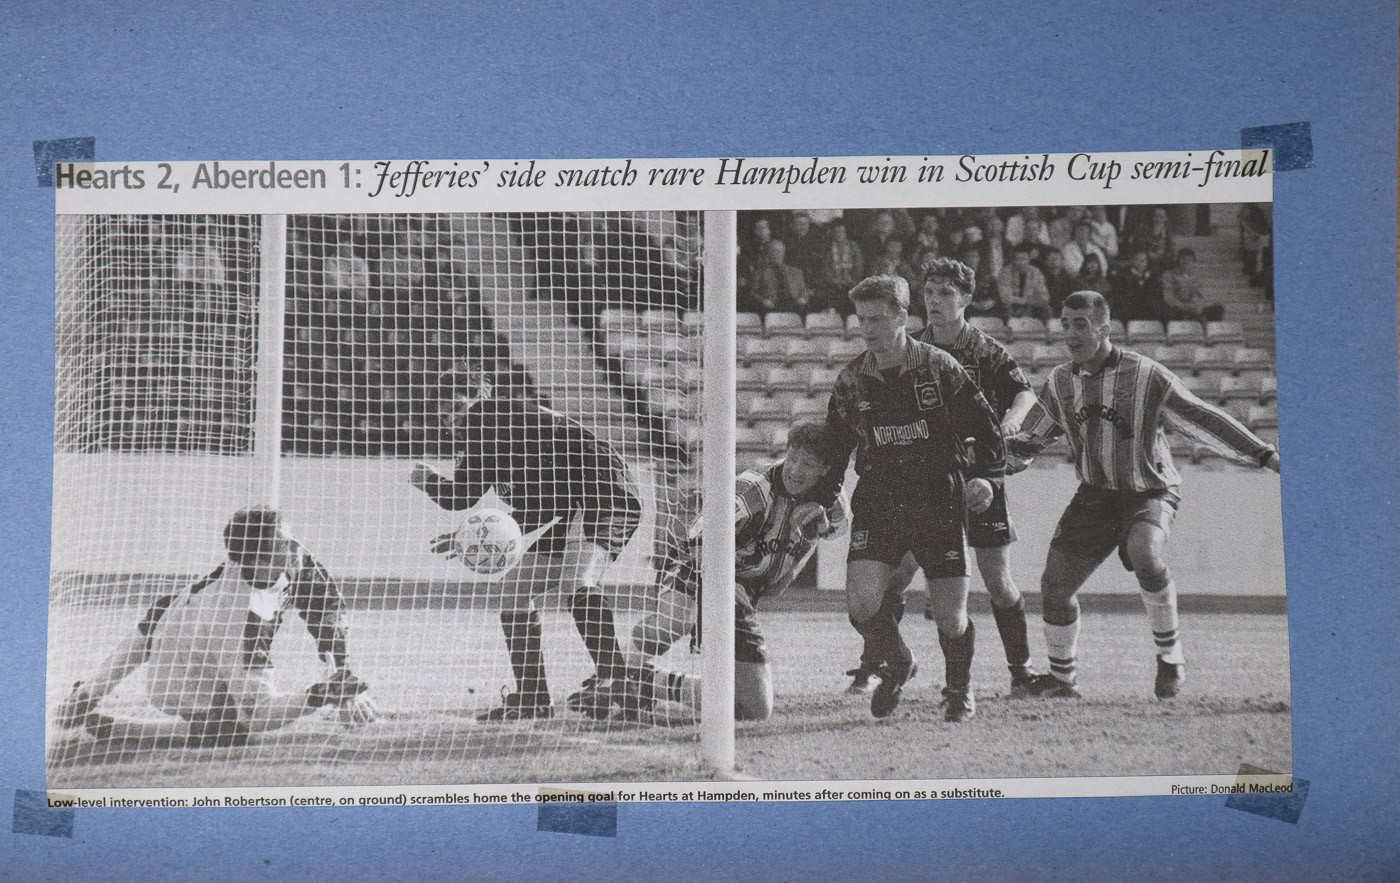 Hearts 2, Aberdeen 1: Jefferies' side snatch rare Hampden win in Scottish Cup semi-final
NORTHSOUND
Low-level intervention: John Robertson (centre, on ground) scrambles home the opening goal for Hearts at Hampden, minutes after coming on as a substitute.
Picture: Donald MacLeod